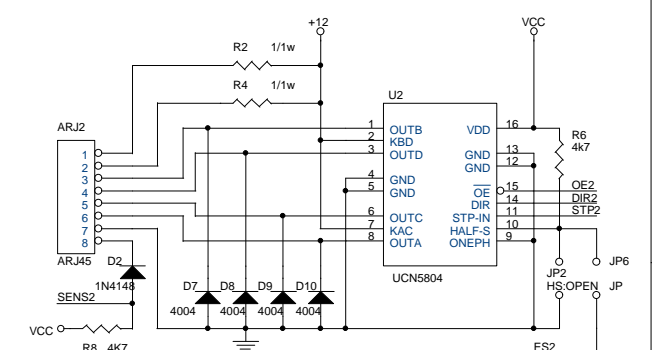 +12
VCC
R2 1/1w
R4 1/1w
U2
ARJ2
1
2
3
4
5
6
7
8
ARJ45
1 OUTB VDD 16
2 KBD
3 OUTD GND 13
GND 12
4 GND
5 GND OE 15 OE2
DIR 14 DIR2
6 OUTC STP-IN 11 STP2
7 KAC HALF-S 10
8 OUTA ONEPH 9
UCN5804
R6
4k7
D2
1N4148
SENS2
D7 D8 D9 D10
4004 4004 4004 4004
JP2 JP6
HS:OPEN JP
VCC
R8 4K7
ES2